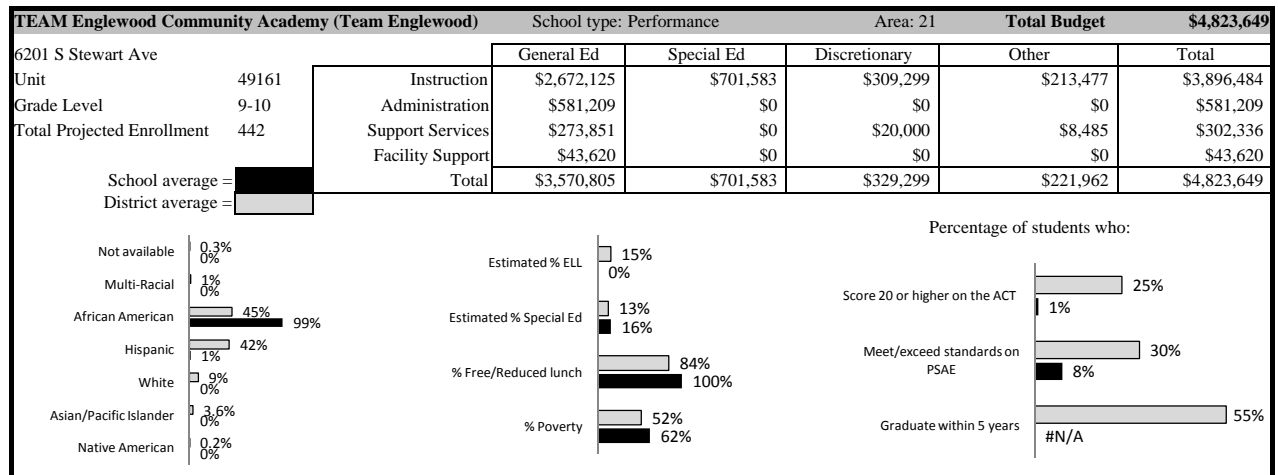 TEAM Englewood Community Academy (Team Englewood) School type: Performance Area: 21 Total Budget $4,823,649
6201 S Stewart Ave General Ed Special Ed Discretionary Other Total
Unit 49161 Instruction $2,672,125 $701,583 $309,299 $213,477 $3,896,484
Grade Level 9-10 Administration $581,209 $0 $0 $0 $581,209
Total Projected Enrollment 442 Support Services $273,851 $0 $20,000 $8,485 $302,336
Facility Support $43,620 $0 $0 $0 $43,620
School average = Total $3,570,805 $701,583 $329,299 $221,962 $4,823,649
District average =
Not available 0.3%
0%
Multi-Racial 1%
0%
African American 45%
99%
Hispanic 42%
1%
White 9%
0%
Asian/Pacific Islander 3.6%
0%
Native American 0.2%
0%
Estimated % ELL 15%
0%
Estimated % Special Ed 13%
16%
% Free/Reduced lunch 84%
100%
% Poverty 52%
62%
Percentage of students who:
Score 20 or higher on the ACT 25%
1%
Meet/exceed standards on
PSAE 30%
8%
Graduate within 5 years 55%
#N/A